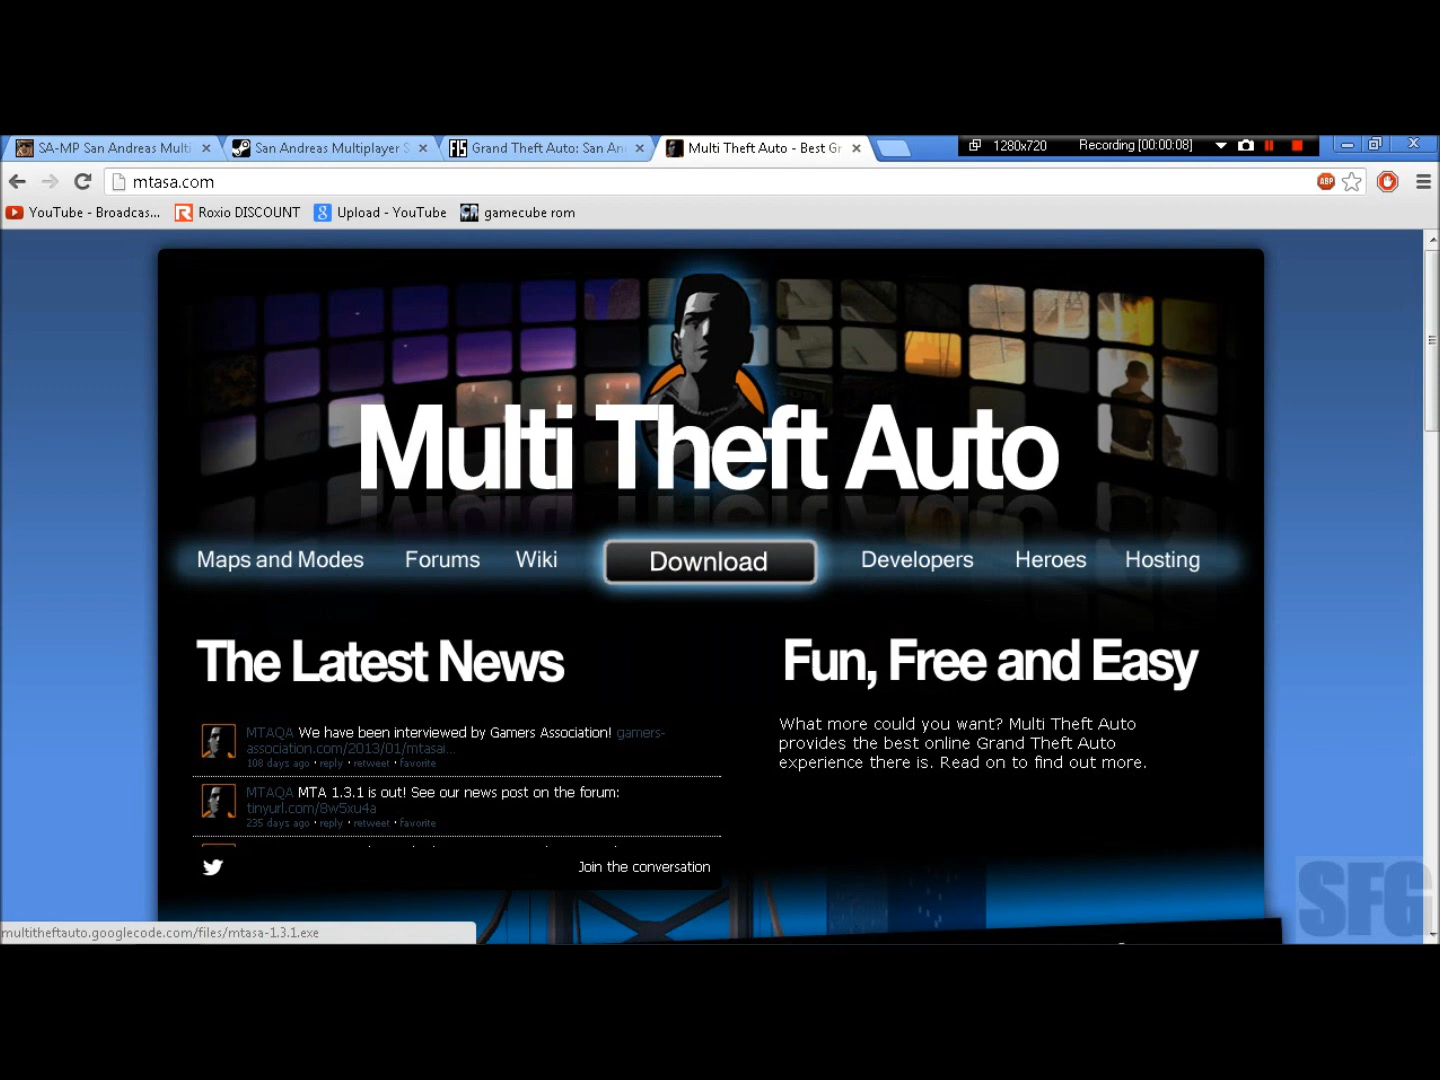 SA-MP San Andreas Multi
San Andreas Multiplayer S
Grand Theft Auto: San An
Multi Theft Auto - Best Gr
1280x720
Recording [00:00:08]
mtasa.com
ABP
YouTube - Broadcas...
Roxio DISCOUNT
Upload - YouTube
gamecube rom
Multi Theft Auto
Maps and Modes
Forums
Wiki
Download
Developers
Heroes
Hosting
The Latest News
MTAQA We have been interviewed by Gamers Association! gamers-
association.com/2013/01/mtasai...
108 days ago · reply · retweet · favorite
MTAQA MTA 1.3.1 is out! See our news post on the forum:
tinyurl.com/8w5xu4a
235 days ago · reply · retweet · favorite
Join the conversation
Fun, Free and Easy
What more could you want? Multi Theft Auto
provides the best online Grand Theft Auto
experience there is. Read on to find out more.
SFG
multitheftauto.googlecode.com/files/mtasa-1.3.1.exe